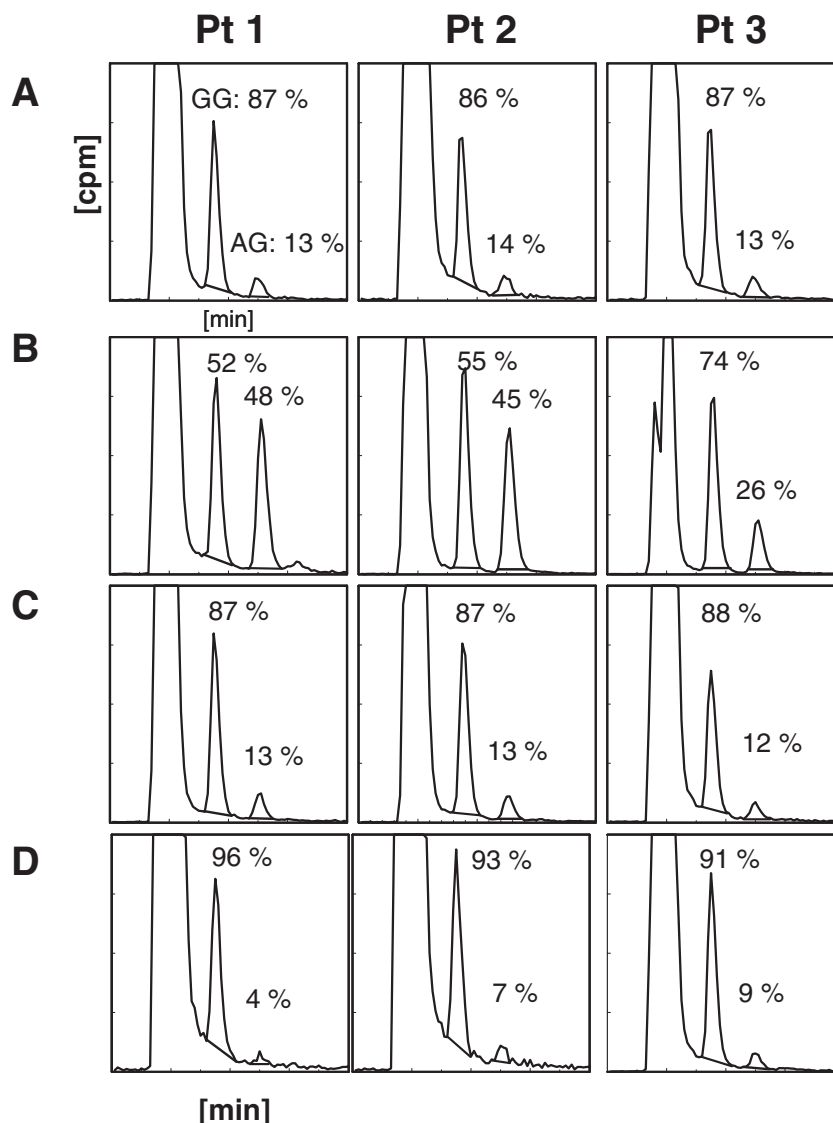 Pt 1 Pt 2 Pt 3
A
[cpm]
GG: 87 % 86 % 87 %
AG: 13 % 14 % 13 %
[min]
B
52 % 55 % 74 %
48 % 45 % 26 %
C
87 % 87 % 88 %
13 % 13 % 12 %
D
96 % 93 % 91 %
4 % 7 % 9 %
[min]